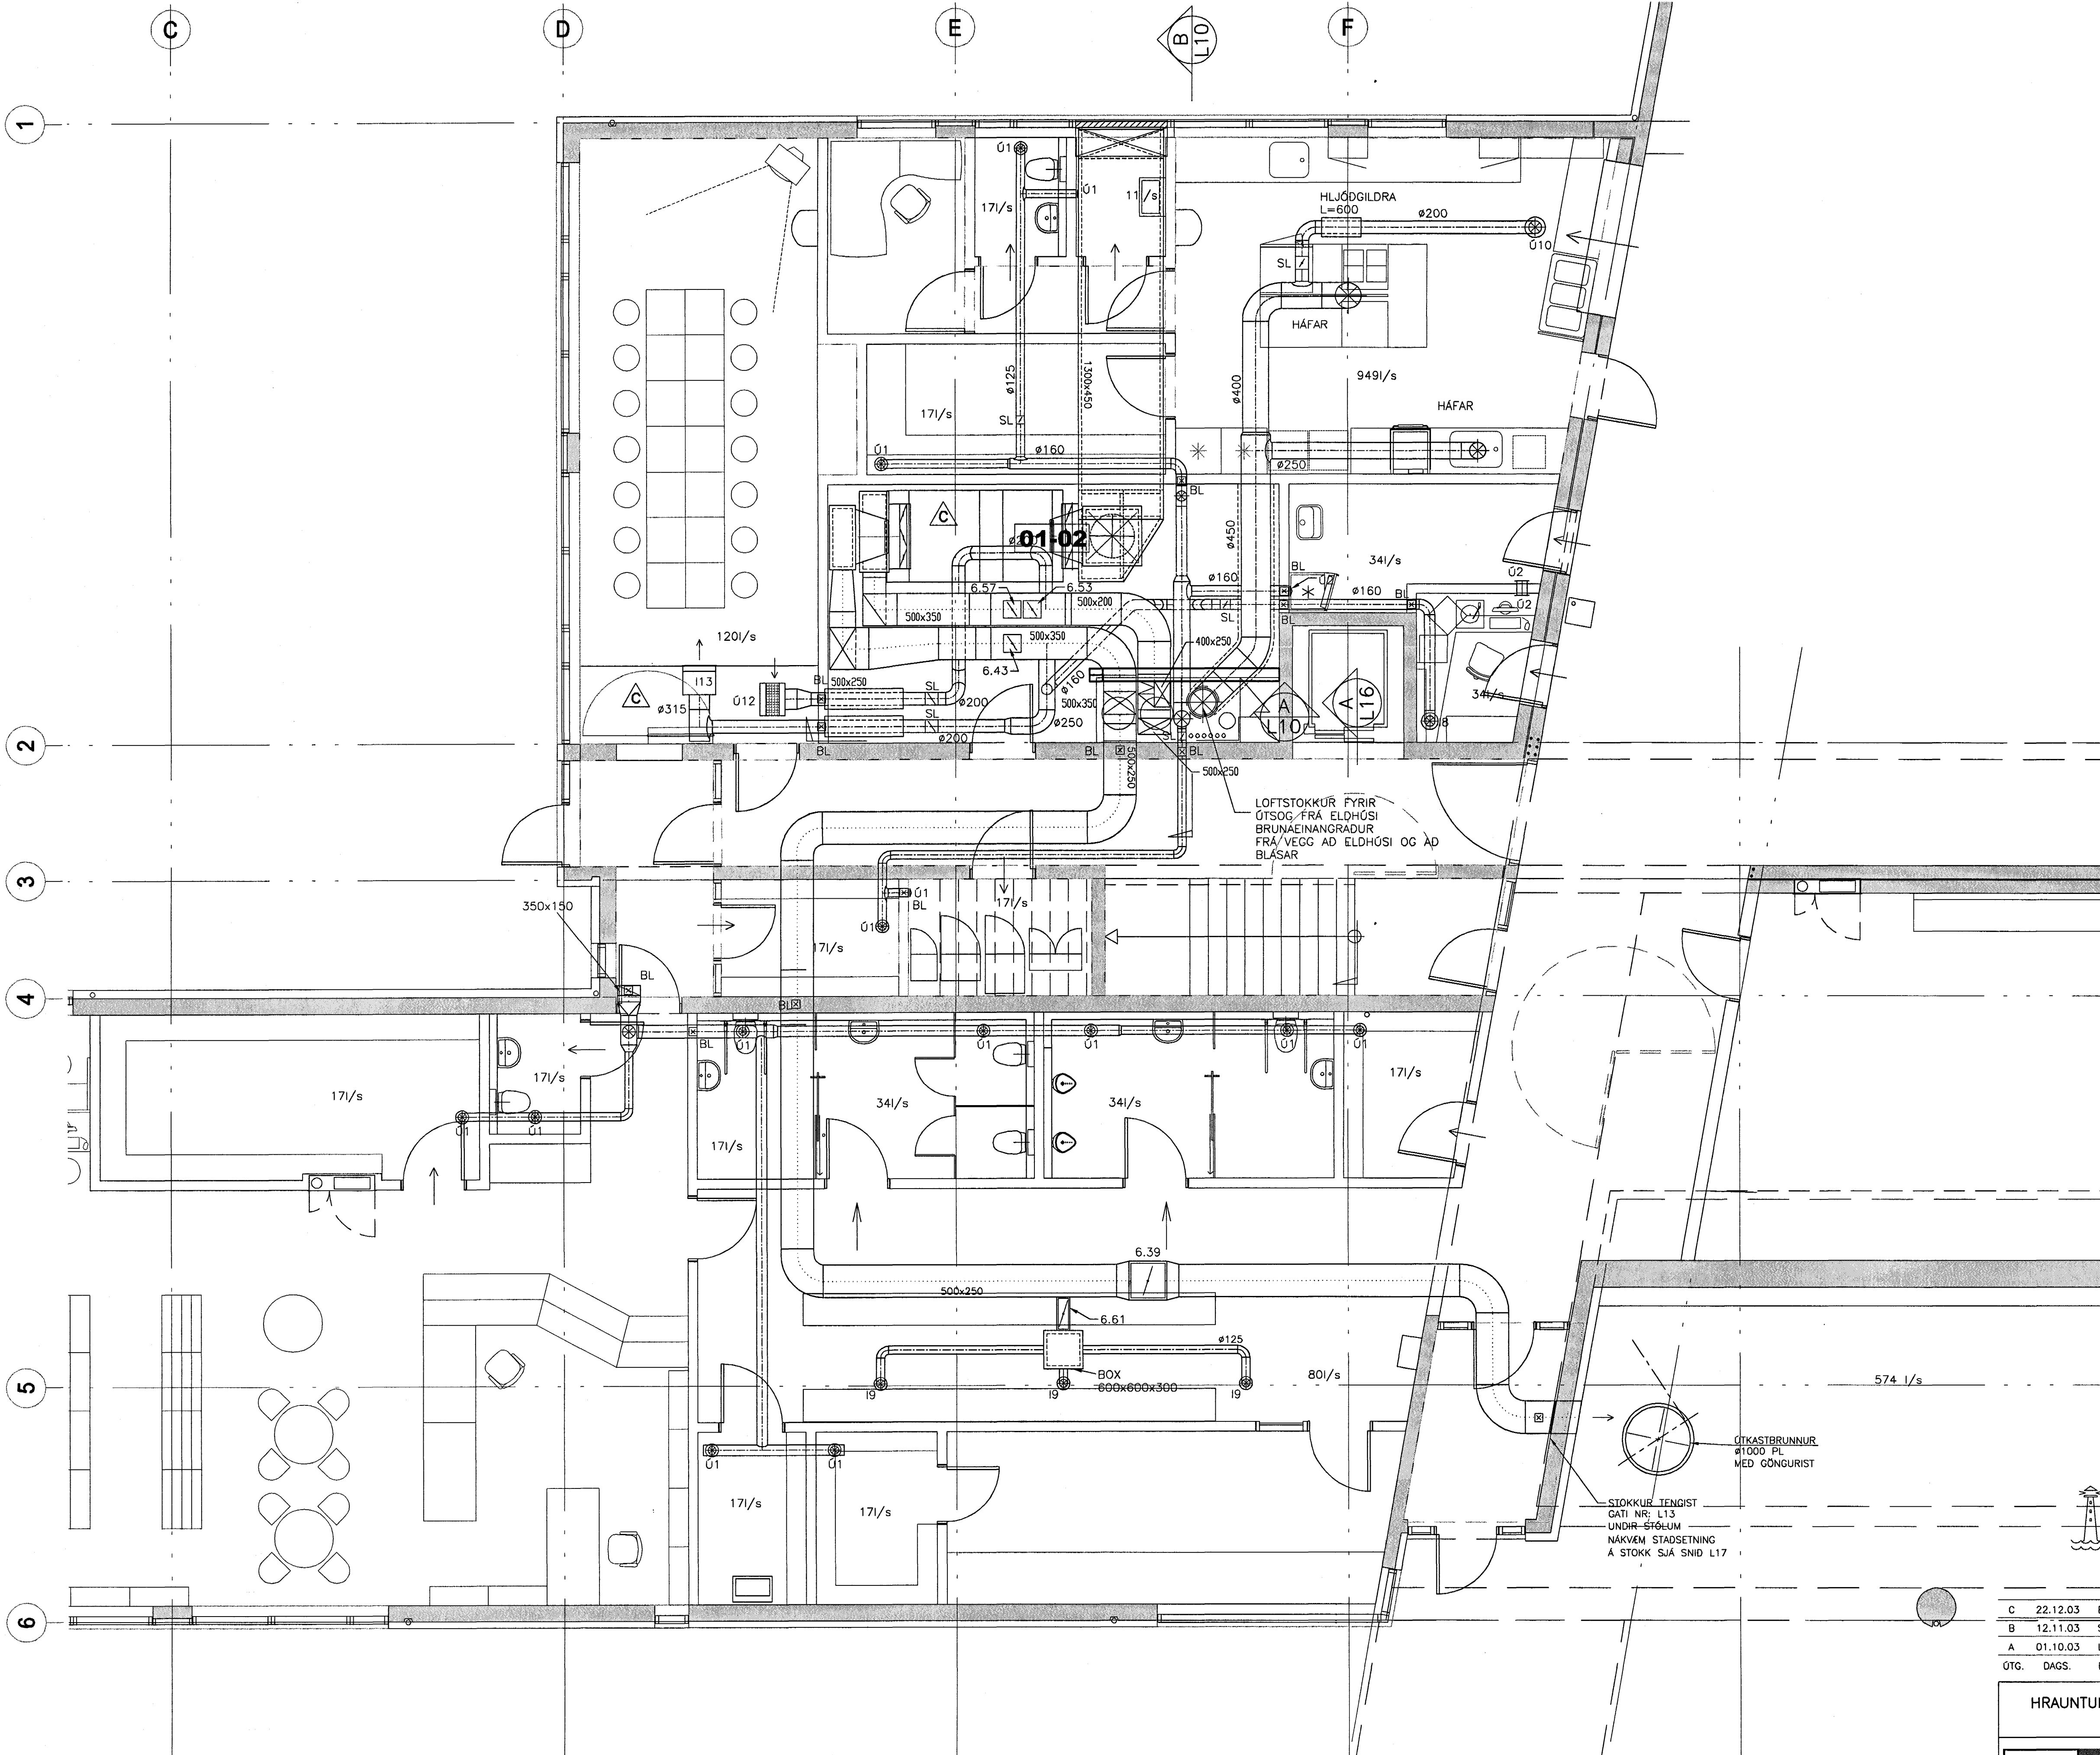 C
D
E
B
L10
F
1
Ú1
17l/s
Ú1
11 /s
HLJÓÐGILDRA
L=600
ø200
Ú10
SL
HÁFAR
ø125
1300x450
ø400
949l/s
HÁFAR
17l/s
SL
Ú1
ø160
ø250
BL
C
01-02
ø450
34l/s
6.57
6.53
ø160
BL
Ú2
ø160
BL
Ú2
Ú2
500x350
500x200
SL
BL
120l/s
500x350
400x250
6.43
I13
BL
500x250
SL
ø160
34l/s
C
Ú12
ø315
ø200
500x350
A
L10
A
L16
I8
SL
ø250
2
BL
ø200
SL
BL
BL
500x250
500x250
LOFTSTOKKUR FYRIR
ÚTSOG FRÁ ELDHÚSI
BRUNAEINANGRAÐUR
FRÁ VEGG AÐ ELDHÚSI OG AÐ
BLÁSAR
3
Ú1
BL
350x150
17l/s
Ú1
17l/s
BL
4
BL
BL
Ú1
Ú1
Ú1
Ú1
Ú1
17l/s
17l/s
17l/s
34l/s
34l/s
Ú1
Ú1
17l/s
6.39
500x250
6.61
ø125
BOX
600x600x300
80l/s
5
I9
I9
I9
574 l/s
ÚTKASTBRUNNUR
ø1000 PL
MEÐ GÖNGURIST
Ú1
Ú1
17l/s
17l/s
STOKKUR TENGIST
GATI NR: L13
UNDIR STÓLUM
NÁKVÆM STAÐSETNING
Á STOKK SJÁ SNIÐ L17
6
C 22.12.03
B 12.11.03
A 01.10.03
ÚTG. DAGS.
HRAUNTU